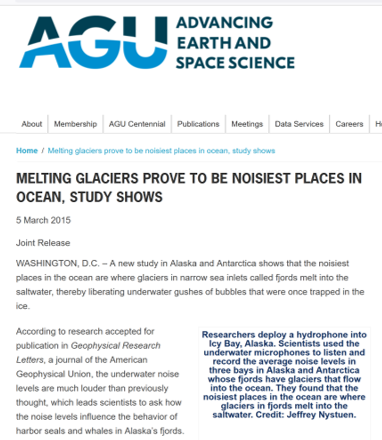 AGU
ADVANCING
EARTH AND
SPACE SCIENCE
About
Membership
AGU Centennial
Publications
Meetings
Data Services
Careers
H
Home / Melting glaciers prove to be noisiest places in ocean, study shows
MELTING GLACIERS PROVE TO BE NOISIEST PLACES IN
OCEAN, STUDY SHOWS
5 March 2015
Joint Release
WASHINGTON, D.C. – A new study in Alaska and Antarctica shows that the noisiest
places in the ocean are where glaciers in narrow sea inlets called fjords melt into the
saltwater, thereby liberating underwater gushes of bubbles that were once trapped in the
ice.
According to research accepted for
publication in Geophysical Research
Letters, a journal of the American
Geophysical Union, the underwater noise
levels are much louder than previously
thought, which leads scientists to ask how
the noise levels influence the behavior of
harbor seals and whales in Alaska's fjords.
Researchers deploy a hydrophone into
Icy Bay, Alaska. Scientists used the
underwater microphones to listen and
record the average noise levels in
three bays in Alaska and Antarctica
whose fjords have glaciers that flow
into the ocean. They found that the
noisiest places in the ocean are where
glaciers in fjords melt into the
saltwater. Credit: Jeffrey Nystuen.